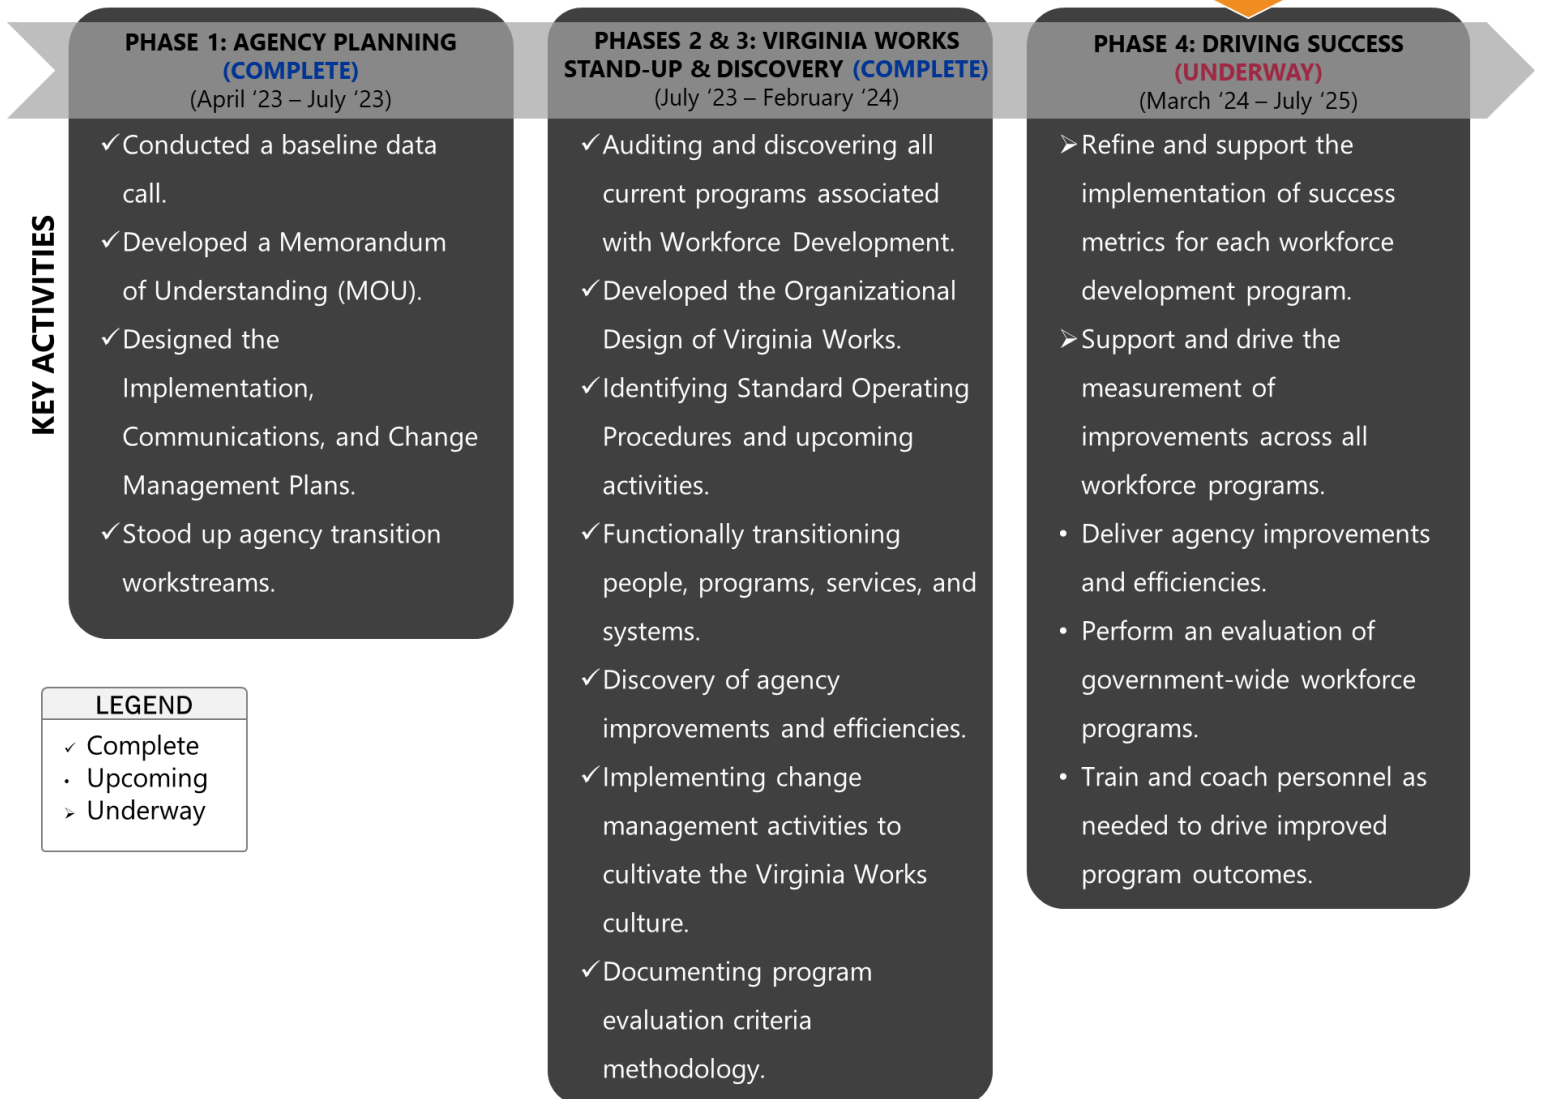 PHASE 1: AGENCY PLANNING
(COMPLETE)
(April ‘23 – July ‘23)
✓Conducted a baseline data
call.
✓Developed a Memorandum
of Understanding (MOU).
✓Designed the
Implementation,
Communications, and Change
Management Plans.
✓Stood up agency transition
workstreams.
PHASES 2 & 3: VIRGINIA WORKS
STAND-UP & DISCOVERY (COMPLETE)
(July ‘23 – February ‘24)
✓Auditing and discovering all
current programs associated
with Workforce Development.
✓Developed the Organizational
Design of Virginia Works.
✓Identifying Standard Operating
Procedures and upcoming
activities.
✓Functionally transitioning
people, programs, services, and
systems.
✓Discovery of agency
improvements and efficiencies.
✓Implementing change
management activities to
cultivate the Virginia Works
culture.
✓Documenting program
evaluation criteria
methodology.
PHASE 4: DRIVING SUCCESS
(UNDERWAY)
(March ‘24 – July ‘25)
➢Refine and support the
implementation of success
metrics for each workforce
development program.
➢Support and drive the
measurement of
improvements across all
workforce programs.
• Deliver agency improvements
and efficiencies.
• Perform an evaluation of
government-wide workforce
programs.
• Train and coach personnel as
needed to drive improved
program outcomes.
KEY ACTIVITIES
LEGEND
✓ Complete
• Upcoming
➢ Underway